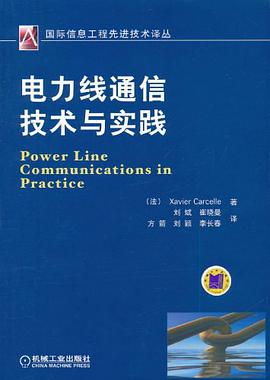 国际信息工程先进技术译丛
电力线通信
技术与实践
Power Line
Communications in
Practice
(法) Xavier Carcelle 著
刘斌 崔晓曼
方箭 刘颖 李长春 译
机械工业出版社
CHINA MACHINE PRESS